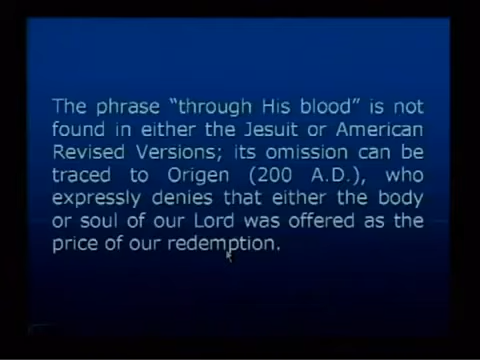 The phrase “through His blood” is not
found in either the Jesuit or American
Revised Versions; its omission can be
traced to Origen (200 A.D.), who
expressly denies that either the body
or soul of our Lord was offered as the
price of our redemption.